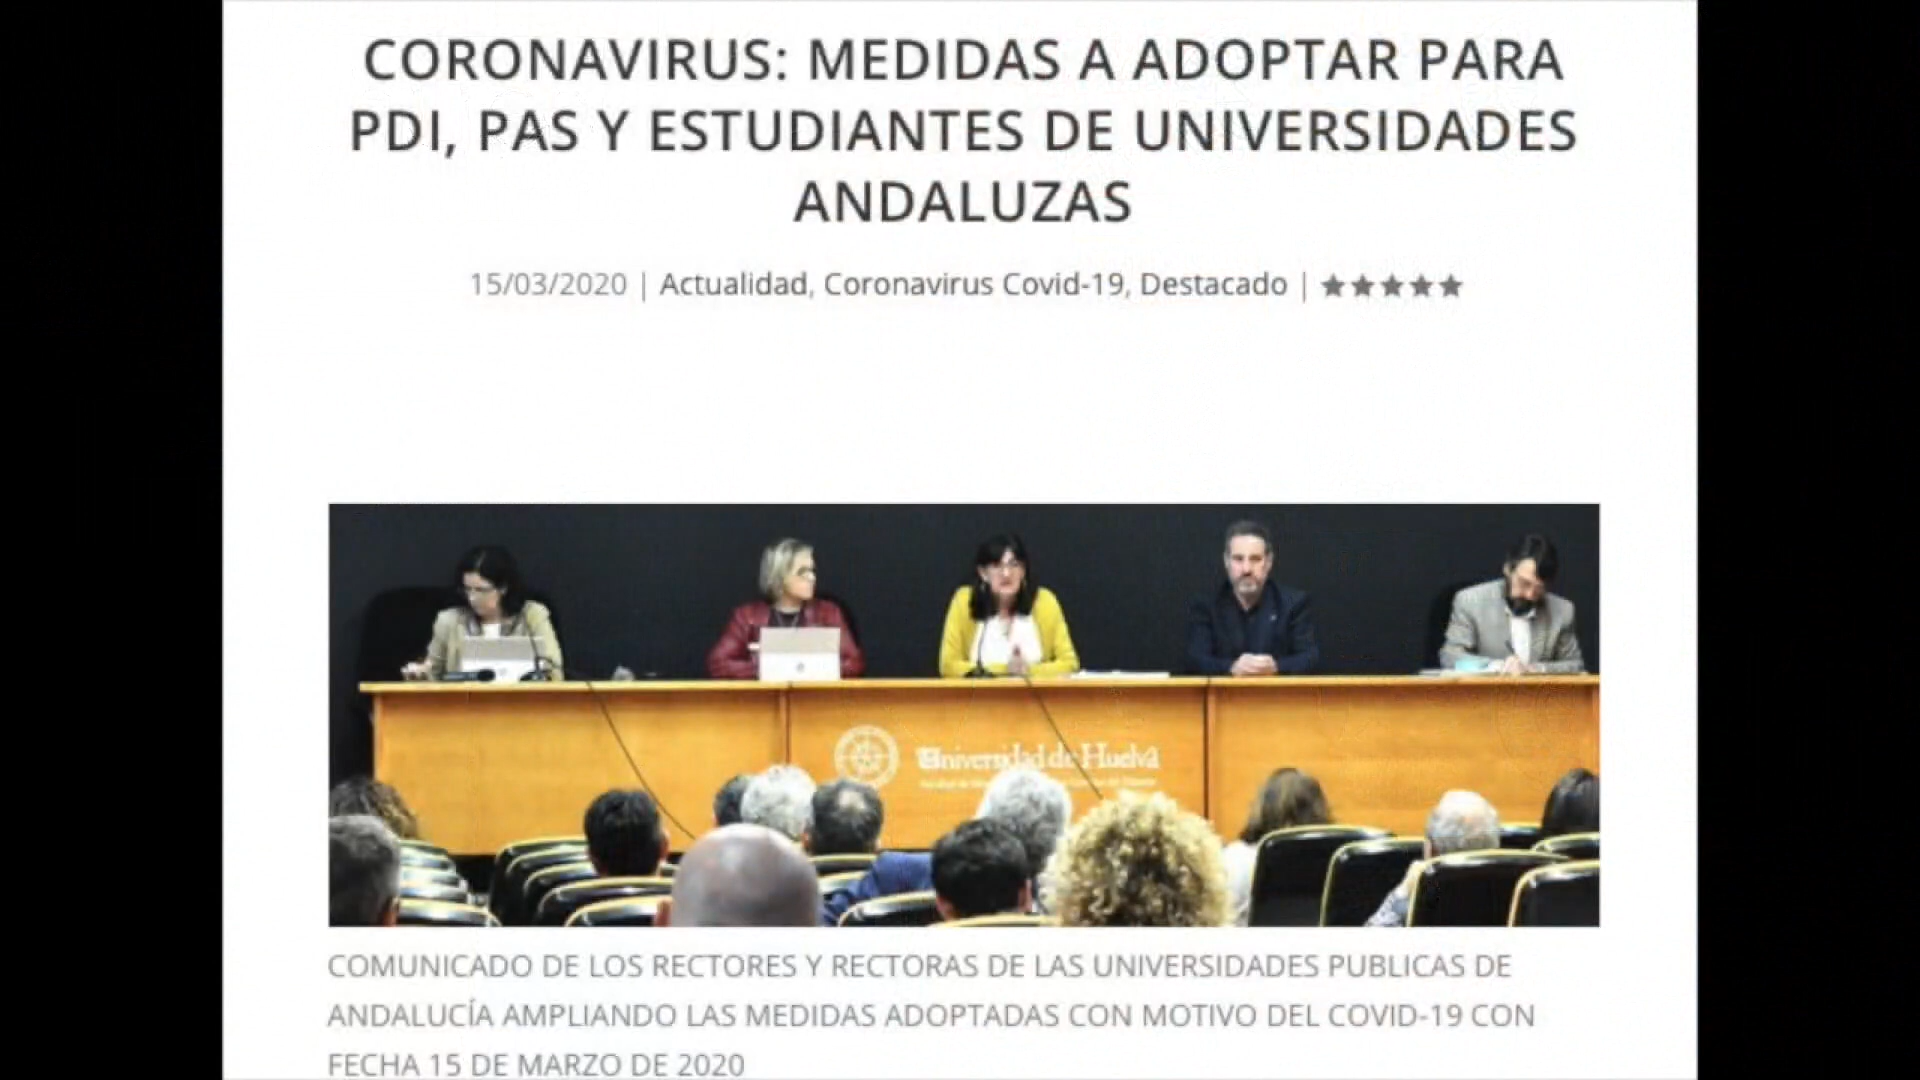 CORONAVIRUS: MEDIDAS A ADOPTAR PARA
PDI, PAS Y ESTUDIANTES DE UNIVERSIDADES
ANDALUZAS
15/03/2020 | Actualidad, Coronavirus Covid-19, Destacado | ★★★★★
Universidad de Huelva
COMUNICADO DE LOS RECTORES Y RECTORAS DE LAS UNIVERSIDADES PUBLICAS DE
ANDALUCÍA AMPLIANDO LAS MEDIDAS ADOPTADAS CON MOTIVO DEL COVID-19 CON
FECHA 15 DE MARZO DE 2020